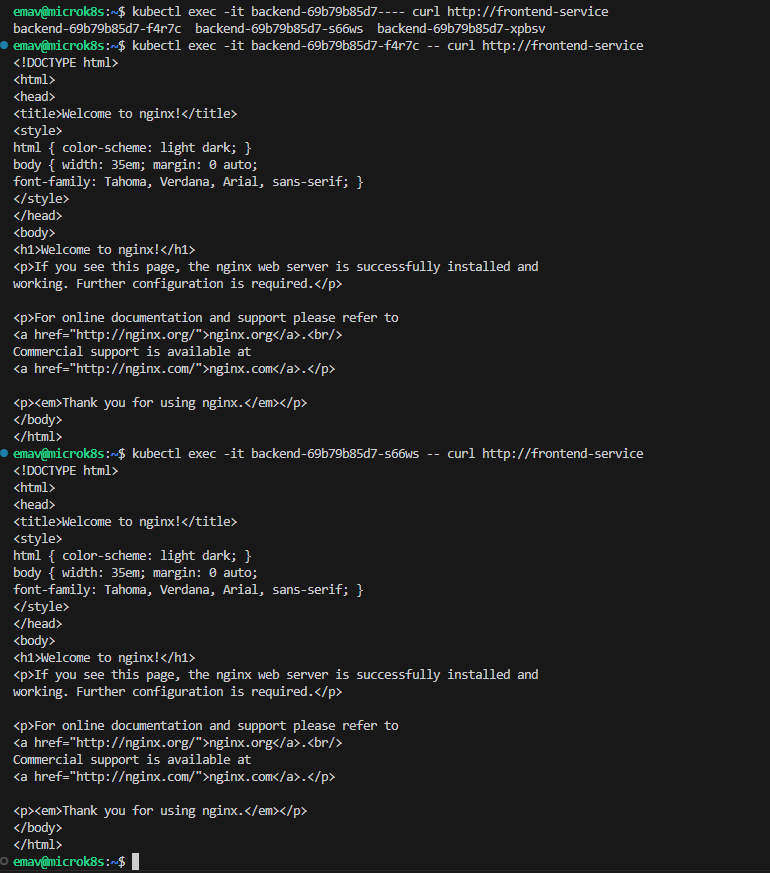 emav@microk8s:~$ kubectl exec -it backend-69b79b85d7---- curl http://frontend-service
backend-69b79b85d7-f4r7c  backend-69b79b85d7-s66ws  backend-69b79b85d7-xpbsv
emav@microk8s:~$ kubectl exec -it backend-69b79b85d7-f4r7c -- curl http://frontend-service
<!DOCTYPE html>
<html>
<head>
<title>Welcome to nginx!</title>
<style>
html { color-scheme: light dark; }
body { width: 35em; margin: 0 auto;
font-family: Tahoma, Verdana, Arial, sans-serif; }
</style>
</head>
<body>
<h1>Welcome to nginx!</h1>
<p>If you see this page, the nginx web server is successfully installed and
working. Further configuration is required.</p>

<p>For online documentation and support please refer to
<a href="http://nginx.org/">nginx.org</a>.<br/>
Commercial support is available at
<a href="http://nginx.com/">nginx.com</a>.</p>

<p><em>Thank you for using nginx.</em></p>
</body>
</html>
emav@microk8s:~$ kubectl exec -it backend-69b79b85d7-s66ws -- curl http://frontend-service
<!DOCTYPE html>
<html>
<head>
<title>Welcome to nginx!</title>
<style>
html { color-scheme: light dark; }
body { width: 35em; margin: 0 auto;
font-family: Tahoma, Verdana, Arial, sans-serif; }
</style>
</head>
<body>
<h1>Welcome to nginx!</h1>
<p>If you see this page, the nginx web server is successfully installed and
working. Further configuration is required.</p>

<p>For online documentation and support please refer to
<a href="http://nginx.org/">nginx.org</a>.<br/>
Commercial support is available at
<a href="http://nginx.com/">nginx.com</a>.</p>

<p><em>Thank you for using nginx.</em></p>
</body>
</html>
emav@microk8s:~$